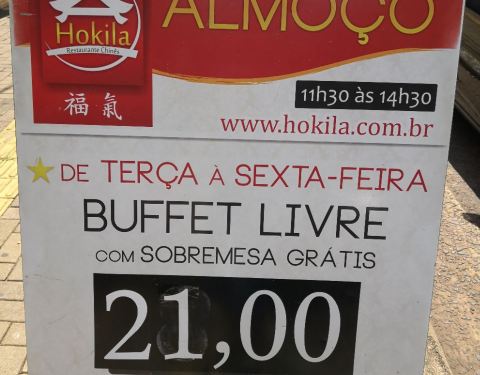 ALMOÇO
Hokila
Restaurante Chinês
福氣
11h30 às 14h30
www.hokila.com.br
DE TERÇA À SEXTA-FEIRA
BUFFET LIVRE
COM SOBREMESA GRÁTIS
21,00